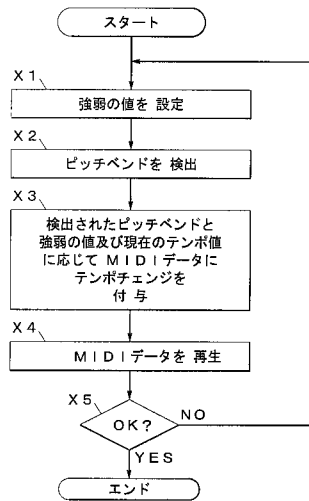 スタート
X1
強弱の値を 設定
X2
ピッチベンドを 検出
X3
検出されたピッチベンドと
強弱の値及び現在のテンポ値
に応じて MIDIデータに
テンポチェンジを
付 与
X4
MIDIデータを 再生
X5
OK?
NO
YES
エンド